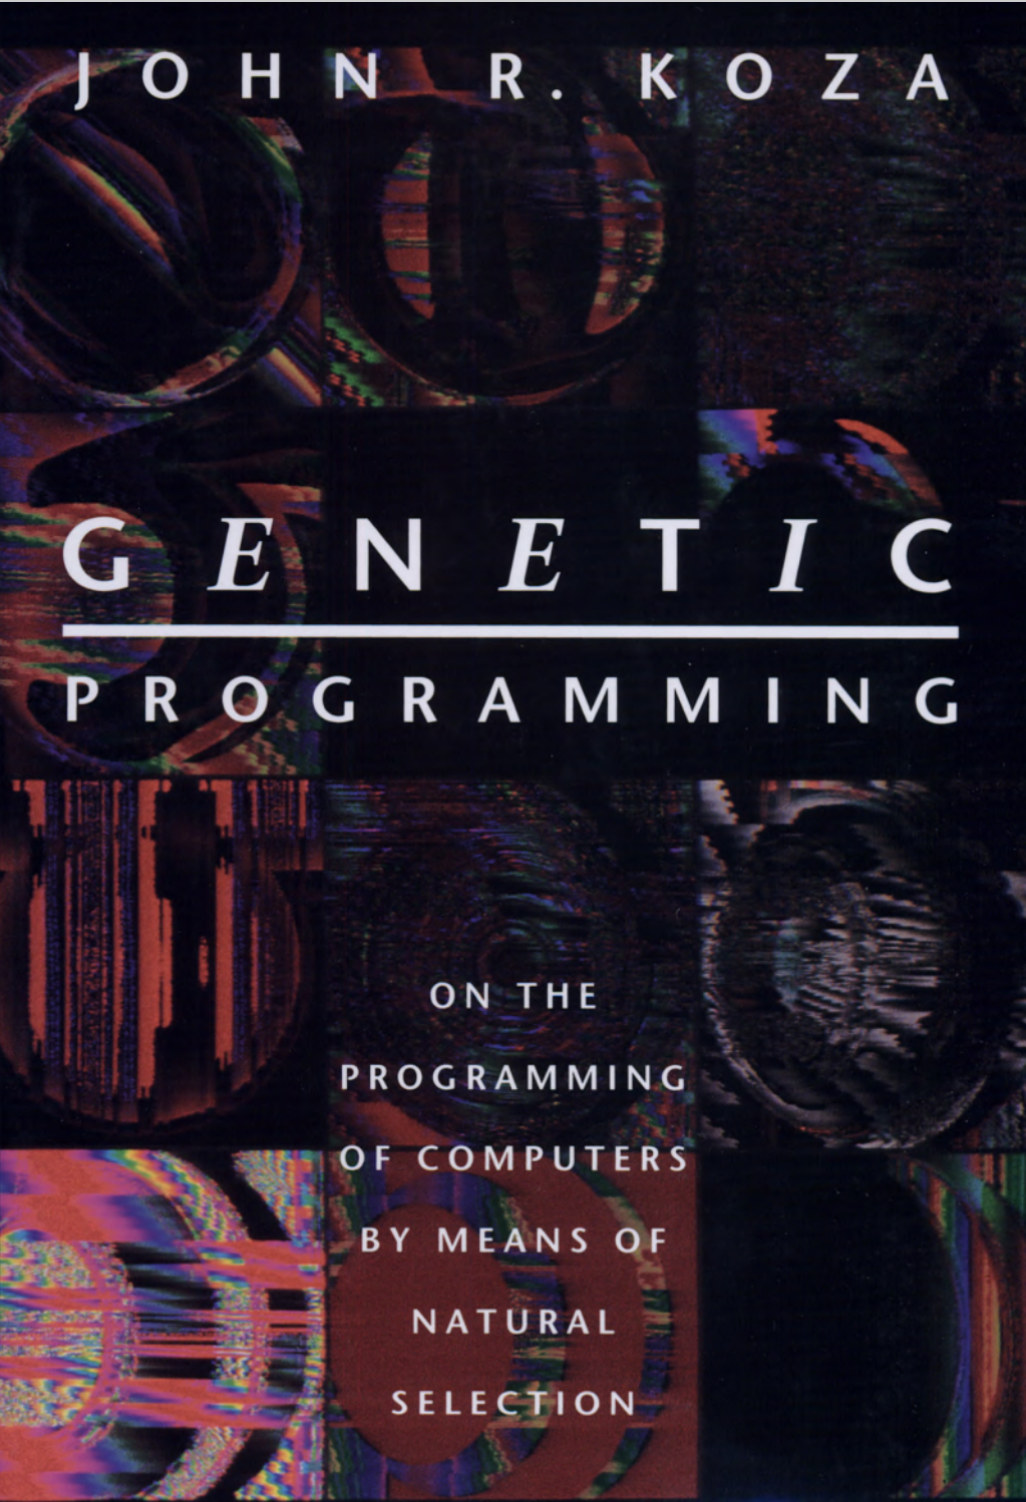 JOHN R. KOZA
GENETIC
PROGRAMMING
ON THE
PROGRAMMING
OF COMPUTERS
BY MEANS OF
NATURAL
SELECTION